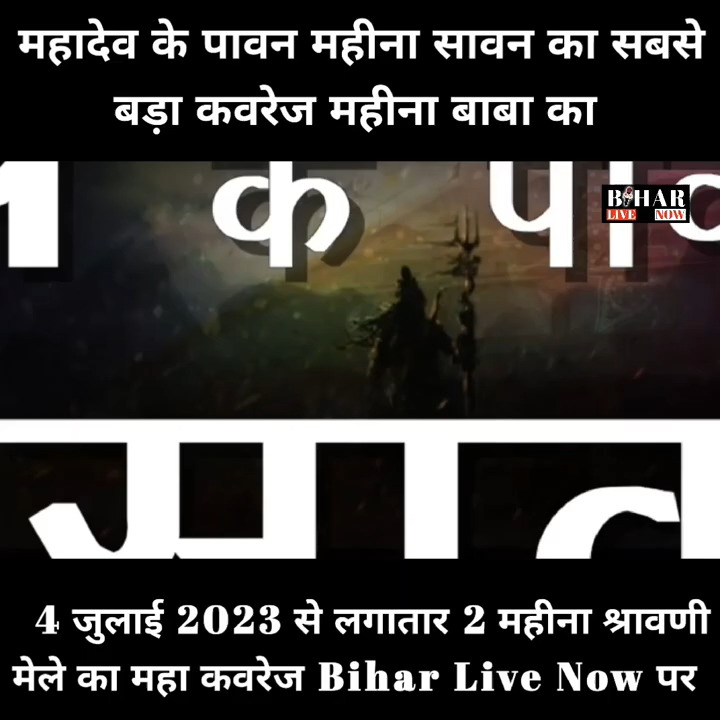 महादेव के पावन महीना सावन का सबसे
बड़ा कवरेज महीना बाबा का
के पाव
BIHAR
LIVE NOW
साव
4 जुलाई 2023 से लगातार 2 महीना श्रावणी
मेले का महा कवरेज Bihar Live Now पर